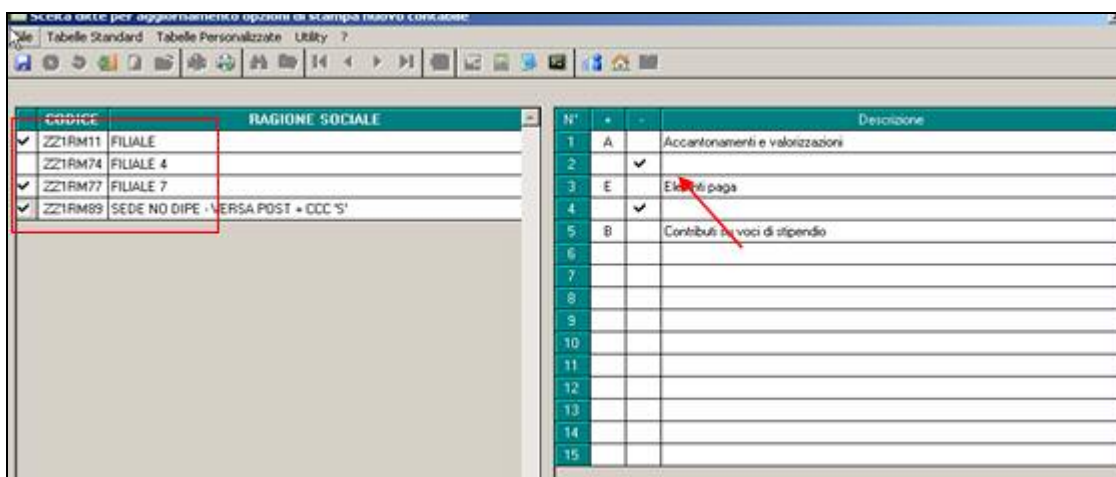 Scelta ditte per aggiornamento opzioni di stampa nuovo contabile
File Tabelle Standard Tabelle Personalizzate Utility ?
CODICE RAGIONE SOCIALE
ZZ1RM11 FILIALE
ZZ1RM74 FILIALE 4
ZZ1RM77 FILIALE 7
ZZ1RM89 SEDE NO DIPE - VERSA POST + CCC 'S'
N° + - Descrizione
1 A Accantonamenti e valorizzazioni
2
3 E Elementi paga
4
5 B Contributi su voci di stipendio
6
7
8
9
10
11
12
13
14
15